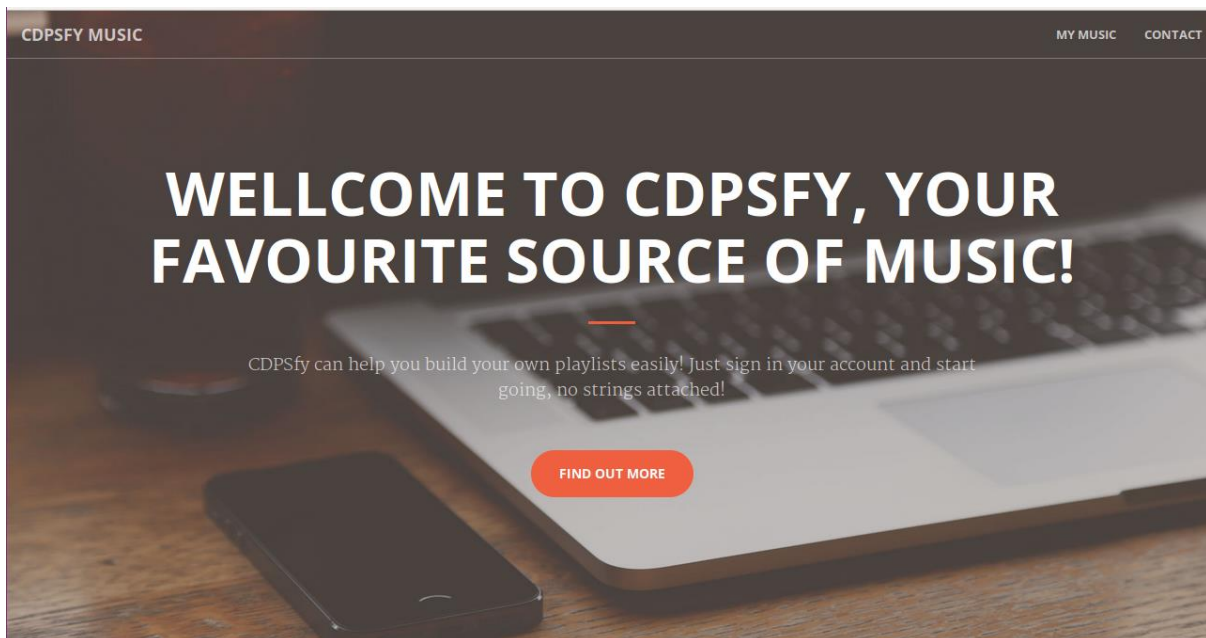 CDPSFY MUSIC
MY MUSIC
CONTACT
WELLCOME TO CDPSFY, YOUR
FAVOURITE SOURCE OF MUSIC!
CDPSfy can help you build your own playlists easily! Just sign in your account and start
going, no strings attached!
FIND OUT MORE